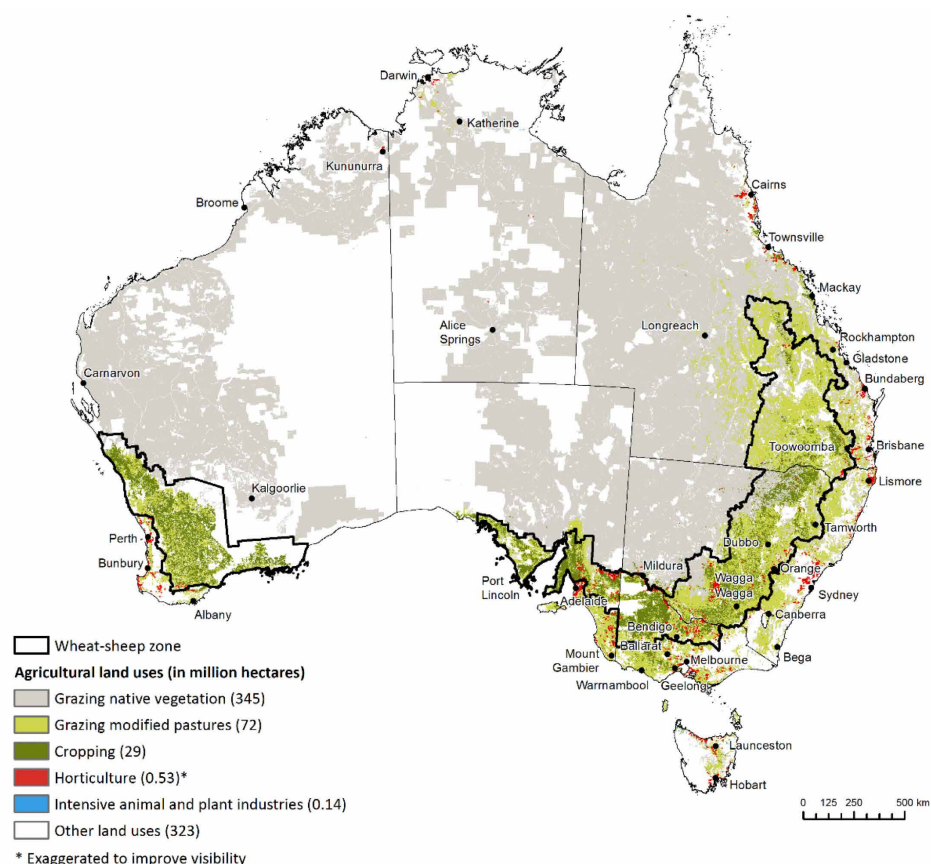 Darwin
Katherine
Kununurra
Cairns
Broome
Townsville
Mackay
Alice
Springs
Longreach
Rockhampton
Gladstone
Carnarvon
Bundaberg
Toowoomba
Brisbane
Lismore
Kalgoorlie
Tamworth
Perth
Dubbo
Bunbury
Mildura
Orange
Port
Lincoln
Wagga
Wagga
Sydney
Albany
Adelaide
Canberra
Bendigo
Ballarat
Mount
Gambier
Melbourne
Bega
Warrnambool
Geelong
Launceston
Hobart
Wheat-sheep zone
Agricultural land uses (in million hectares)
Grazing native vegetation (345)
Grazing modified pastures (72)
Cropping (29)
Horticulture (0.53)*
Intensive animal and plant industries (0.14)
Other land uses (323)
* Exaggerated to improve visibility
0 125 250 500 km